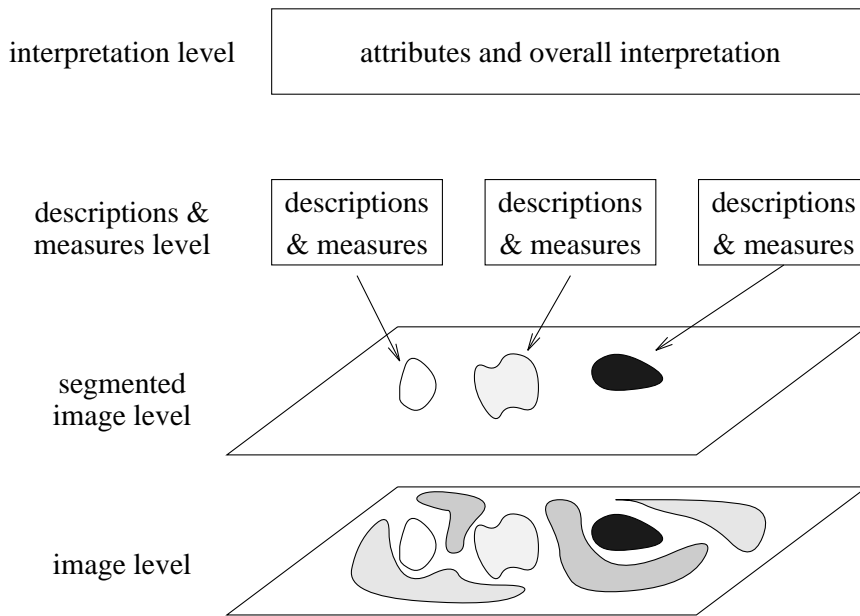 interpretation level
attributes and overall interpretation
descriptions &
measures level
descriptions
& measures
descriptions
& measures
descriptions
& measures
segmented
image level
image level